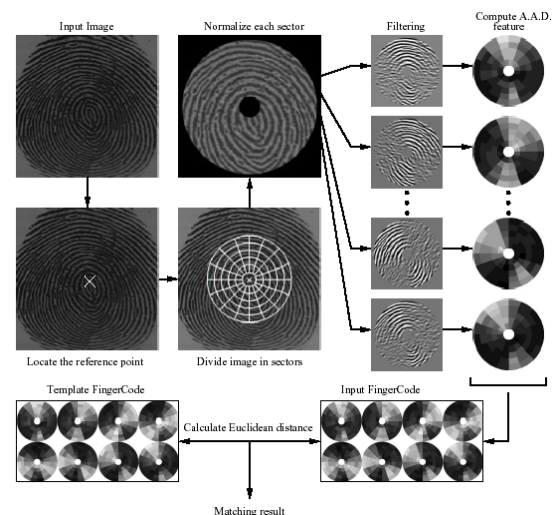 Input Image
Normalize each sector
Filtering
Compute A.A.D.
feature
Locate the reference point
Divide image in sectors
Template FingerCode
Input FingerCode
Calculate Euclidean distance
Matching result